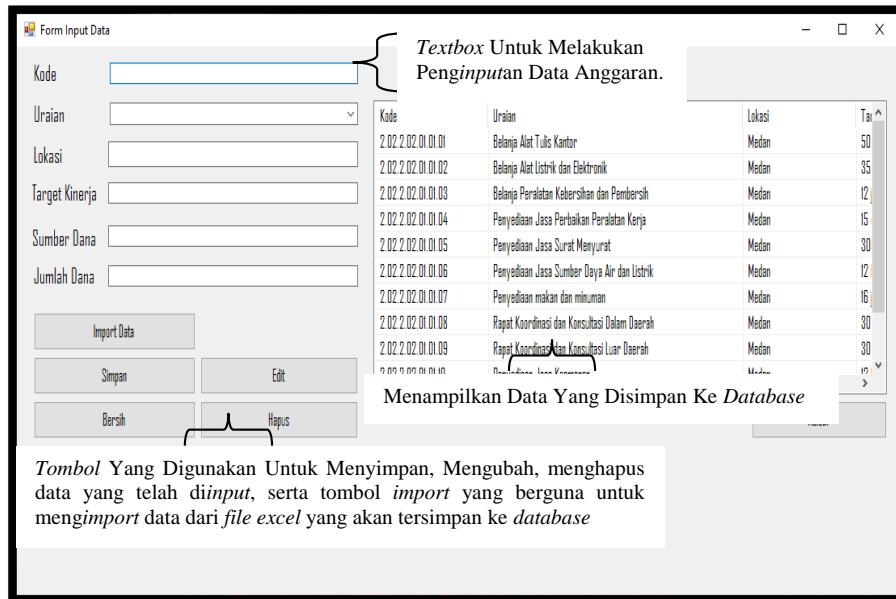 Form Input Data
Textbox Untuk Melakukan
Penginputan Data Anggaran.
Kode
Uraian
Lokasi
Target Kinerja
Sumber Dana
Jumlah Dana
Import Data
Simpan Edit
Bersih Hapus
Kode Uraian Lokasi
2.02.2.02.01.01.01 Belanja Alat Tulis Kantor Medan 50
2.02.2.02.01.01.02 Belanja Alat Listrik dan Elektronik Medan 35
2.02.2.02.01.01.03 Belanja Peralatan Kebersihan dan Pembersih Medan 12 j
2.02.2.02.01.01.04 Penyediaan Jasa Perbaikan Peralatan Kerja Medan 15
2.02.2.02.01.01.05 Penyediaan Jasa Surat Menyurat Medan 30
2.02.2.02.01.01.06 Penyediaan Jasa Sumber Daya Air dan Listrik Medan 12
2.02.2.02.01.01.07 Penyediaan makan dan minuman Medan 16 j
2.02.2.02.01.01.08 Rapat Koordinasi dan Konsultasi Dalam Daerah Medan 30
2.02.2.02.01.01.09 Rapat Koordinasi dan Konsultasi Luar Daerah Medan 30
Menampilkan Data Yang Disimpan Ke Database
Tombol Yang Digunakan Untuk Menyimpan, Mengubah, menghapus
data yang telah diinput, serta tombol import yang berguna untuk
mengimport data dari file excel yang akan tersimpan ke database